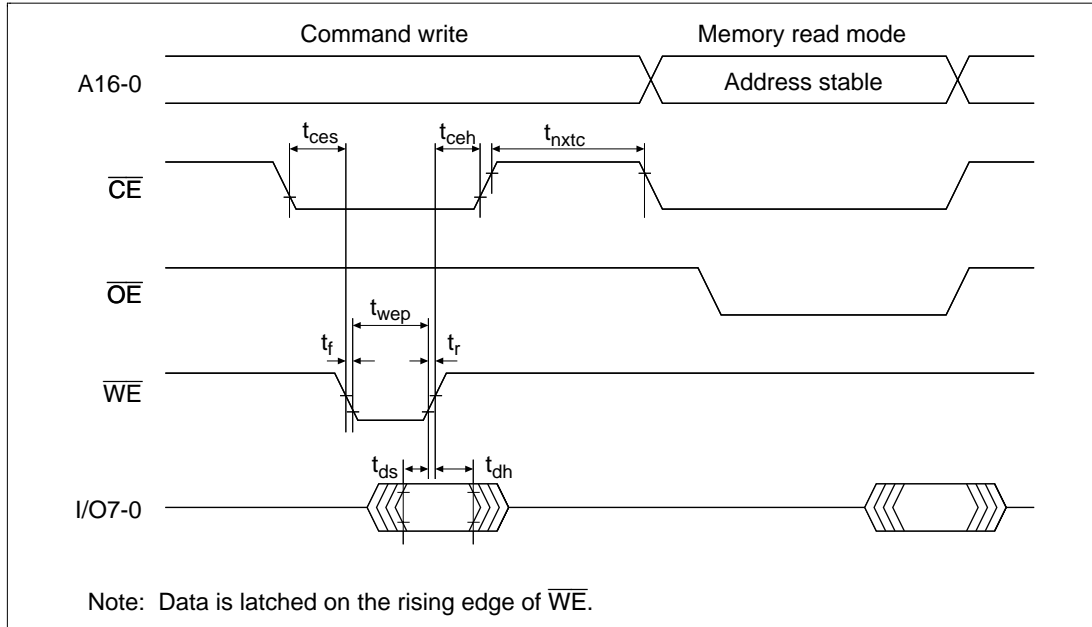 Command write Memory read mode
A16-0 Address stable
tces tceh tnxtc
CE
OE
twep
tf tr
WE
tds tdh
I/O7-0
Note: Data is latched on the rising edge of WE.